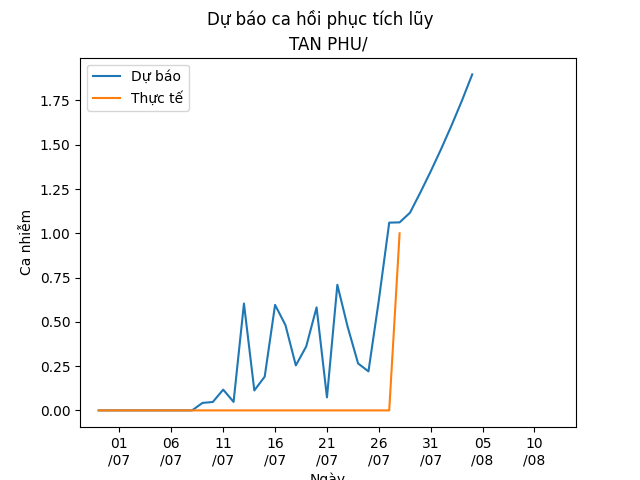 Dự báo ca hồi phục tích lũy
TAN PHU/
Dự báo
Thực tế
Ca nhiễm
1.75
1.50
1.25
1.00
0.75
0.50
0.25
0.00
01 06 11 16 21 26 31 05 10
/07 /07 /07 /07 /07 /07 /07 /08 /08
Ngày